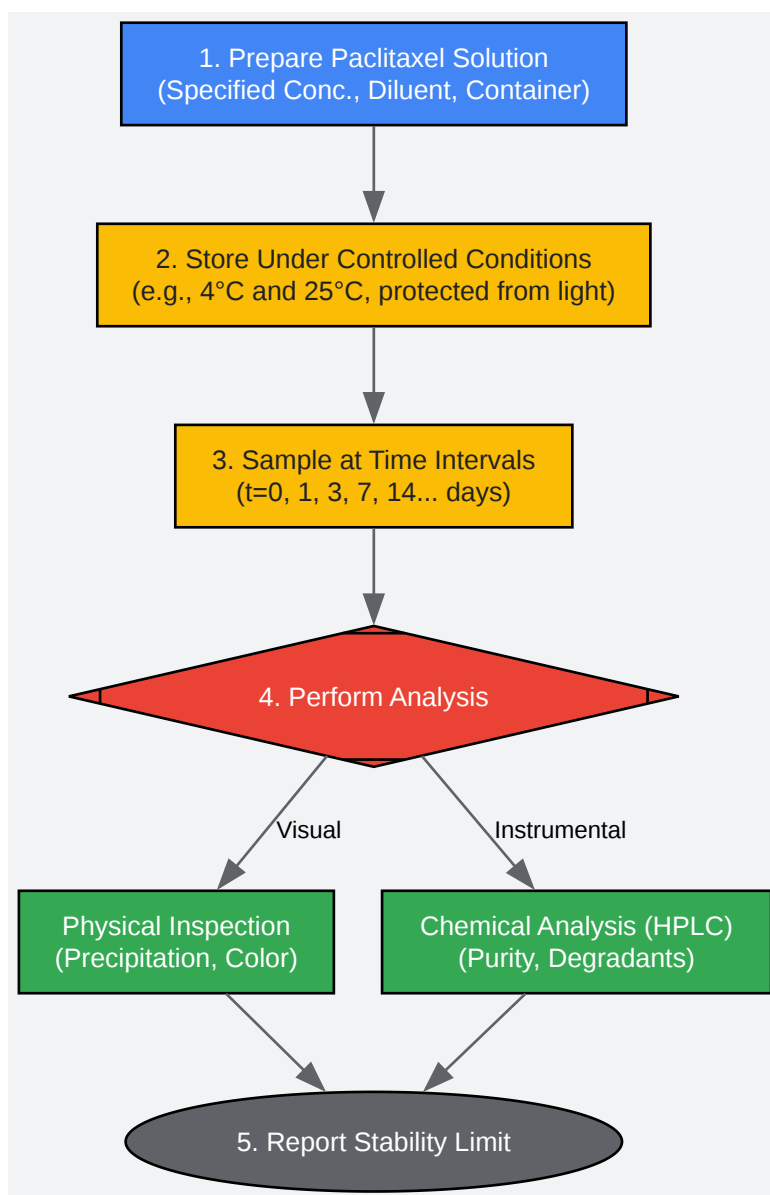 1. Prepare Paclitaxel Solution
(Specified Conc., Diluent, Container)
2. Store Under Controlled Conditions
(e.g., 4°C and 25°C, protected from light)
3. Sample at Time Intervals
(t=0, 1, 3, 7, 14... days)
4. Perform Analysis
Visual
Instrumental
Physical Inspection
(Precipitation, Color)
Chemical Analysis (HPLC)
(Purity, Degradants)
5. Report Stability Limit